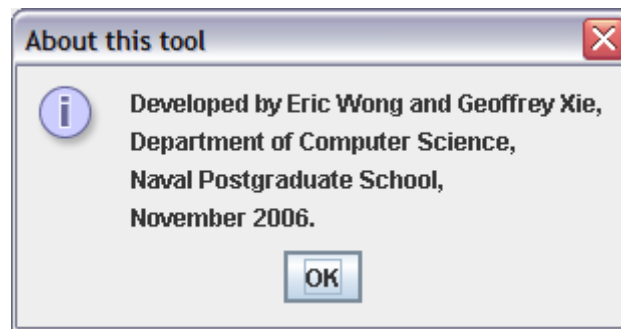 About this tool
Developed by Eric Wong and Geoffrey Xie,
Department of Computer Science,
Naval Postgraduate School,
November 2006.
OK